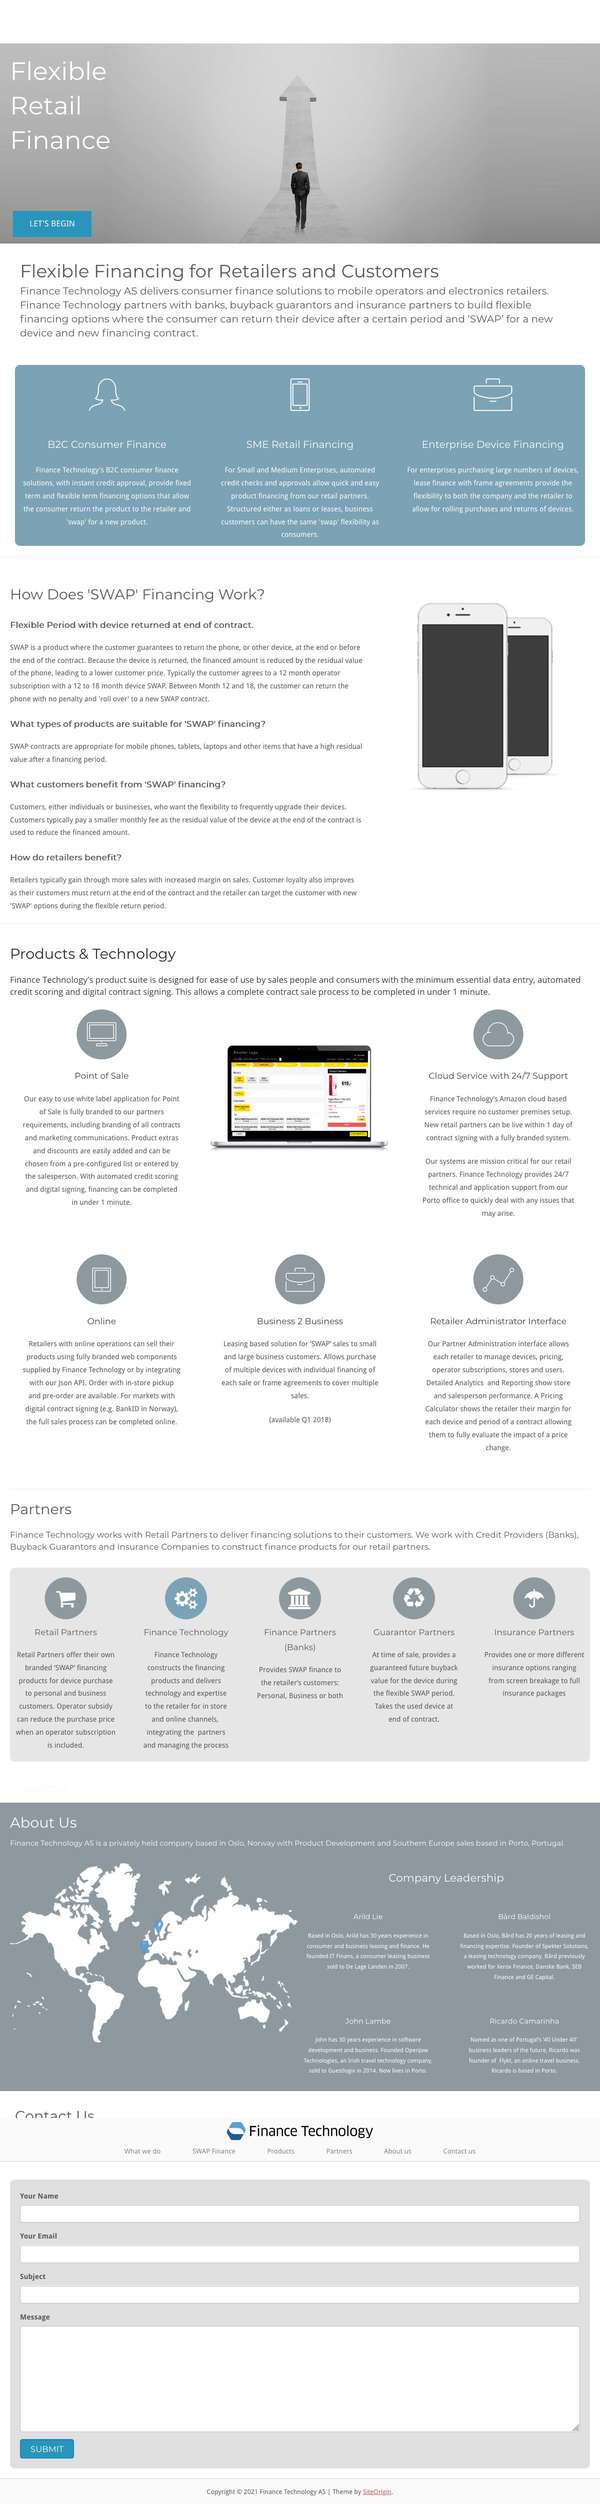 Flexible
Retail
Finance
LET'S BEGIN
Flexible Financing for Retailers and Customers
Finance Technology AS delivers consumer finance solutions to mobile operators and electronics retailers.
Finance Technology partners with banks, buyback guarantors and insurance partners to build flexible
financing options where the consumer can return their device after a certain period and 'SWAP' for a new
device and new financing contract.
B2C Consumer Finance
Finance Technology's B2C consumer finance
solutions, with instant credit approval, provide fixed
term and flexible term financing options that allow
the consumer return the product to the retailer and
'swap' for a new product.
SME Retail Financing
For Small and Medium Enterprises, automated
credit checks and approvals allow quick and easy
product financing from our retail partners.
Structured either as loans or leases, business
customers can have the same 'swap' flexibility as
consumers.
Enterprise Device Financing
For enterprises purchasing large numbers of devices,
lease finance with frame agreements provide the
flexibility to both the company and the retailer to
allow for rolling purchases and returns of devices.
How Does 'SWAP' Financing Work?
Flexible Period with device returned at end of contract.
SWAP is a product where the customer guarantees to return the phone, or other device, at the end or before
the end of the contract. Because the device is returned, the financed amount is reduced by the residual value
of the phone, leading to a lower customer price. Typically the customer agrees to a 12 month operator
subscription with a 12 to 18 month device SWAP. Between Month 12 and 18, the customer can return the
phone with no penalty and 'roll over' to a new SWAP contract.
What types of products are suitable for 'SWAP' financing?
SWAP contracts are appropriate for mobile phones, tablets, laptops and other items that have a high residual
value after a financing period.
What customers benefit from 'SWAP' financing?
Customers, either individuals or businesses, who want the flexibility to frequently upgrade their devices.
Customers typically pay a smaller monthly fee as the residual value of the device at the end of the contract is
used to reduce the financed amount.
How do retailers benefit?
Retailers typically gain through more sales with increased margin on sales. Customer loyalty also improves
as their customers must return at the end of the contract and the retailer can target the customer with new
'SWAP' options during the flexible return period.
Products & Technology
Finance Technology's product suite is designed for ease of use by sales people and consumers with the minimum essential data entry, automated
credit scoring and digital contract signing. This allows a complete contract sale process to be completed in under 1 minute.
Point of Sale
Our easy to use white label application for Point
of Sale is fully branded to our partners
requirements, including branding of all contracts
and marketing communications. Product extras
and discounts are easily added and can be
chosen from a pre-configured list or entered by
the salesperson. With automated credit scoring
and digital signing, financing can be completed
in under 1 minute.
Cloud Service with 24/7 Support
Finance Technology's Amazon cloud based
services require no customer premises setup.
New retail partners can be live within 1 day of
contract signing with a fully branded system.
Our systems are mission critical for our retail
partners. Finance Technology provides 24/7
technical and application support from our
Porto office to quickly deal with any issues that
may arise.
Online
Retailers with online operations can sell their
products using fully branded web components
supplied by Finance Technology or by integrating
with our Json API. Order with in-store pickup
and pre-order are available. For markets with
digital contract signing (e.g. BankID in Norway),
the full sales process can be completed online.
Business 2 Business
Leasing based solution for 'SWAP' sales to small
and large business customers. Allows purchase
of multiple devices with individual financing of
each sale or frame agreements to cover multiple
sales.
(available Q1 2018)
Retailer Administrator Interface
Our Partner Administration interface allows
each retailer to manage devices, pricing,
operator subscriptions, stores and users.
Detailed Analytics and Reporting show store
and salesperson performance. A Pricing
Calculator shows the retailer their margin for
each device and period of a contract allowing
them to fully evaluate the impact of a price
change.
Partners
Finance Technology works with Retail Partners to deliver financing solutions to their customers. We work with Credit Providers (Banks),
Buyback Guarantors and Insurance Companies to construct finance products for our retail partners.
Retail Partners
Retail Partners offer their own
branded 'SWAP' financing
products for device purchase
to personal and business
customers. Operator subsidy
can reduce the purchase price
when an operator subscription
is included.
Finance Technology
Finance Technology
constructs the financing
products and delivers
technology and expertise
to the retailer for in store
and online channels,
integrating the partners
and managing the process
Finance Partners
(Banks)
Provides SWAP finance to
the retailer's customers:
Personal, Business or both
Guarantor Partners
At time of sale, provides a
guaranteed future buyback
value for the device during
the flexible SWAP period.
Takes the used device at
end of contract.
Insurance Partners
Provides one or more different
insurance options ranging
from screen breakage to full
insurance packages
About Us
Finance Technology AS is a privately held company based in Oslo, Norway with Product Development and Southern Europe sales based in Porto, Portugal.
Company Leadership
Arild Lie
Based in Oslo, Arild has 30 years experience in
consumer and business leasing and finance. He
founded IT Finans, a consumer leasing business
sold to De Lage Landen in 2007.
Bård Baldishol
Based in Oslo, Bård has 20 years of leasing and
financing expertise. Founder of Spekter Solutions,
a leasing technology company. Bård previously
worked for Xerox Finance, Danske Bank, SEB
Finance and GE Capital.
John Lambe
John has 30 years experience in software
development and business. Founded Openjaw
Technologies, an Irish travel technology company,
sold to Guestlogix in 2014. Now lives in Porto.
Ricardo Camarinha
Named as one of Portugal's '40 Under 40'
business leaders of the future, Ricardo was
founder of Flykt, an online travel business,
Ricardo is based in Porto.
Contact Us
Finance Technology
What we do
SWAP Finance
Products
Partners
About us
Contact us
Your Name
Your Email
Subject
Message
SUBMIT
Copyright © 2021 Finance Technology AS | Theme by SiteOrigin.